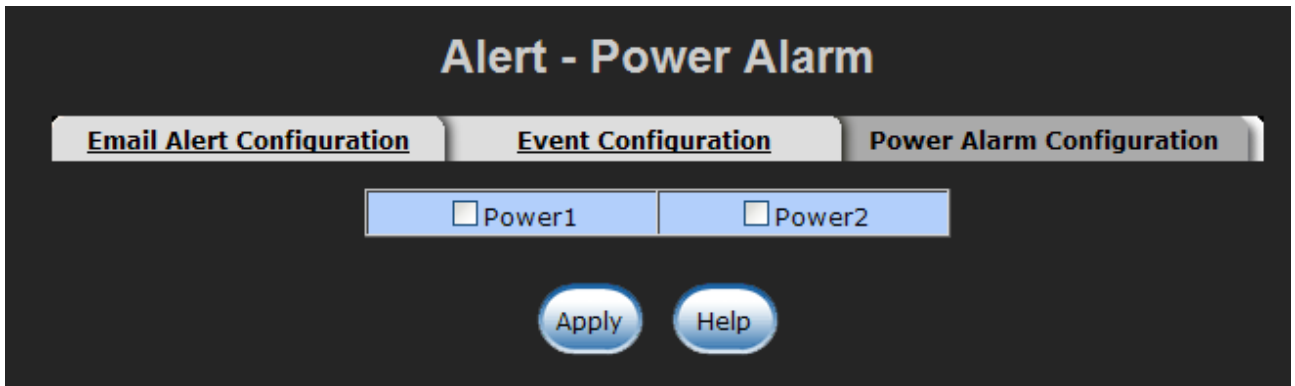 Alert - Power Alarm
Email Alert Configuration Event Configuration Power Alarm Configuration
Power1 Power2
Apply Help